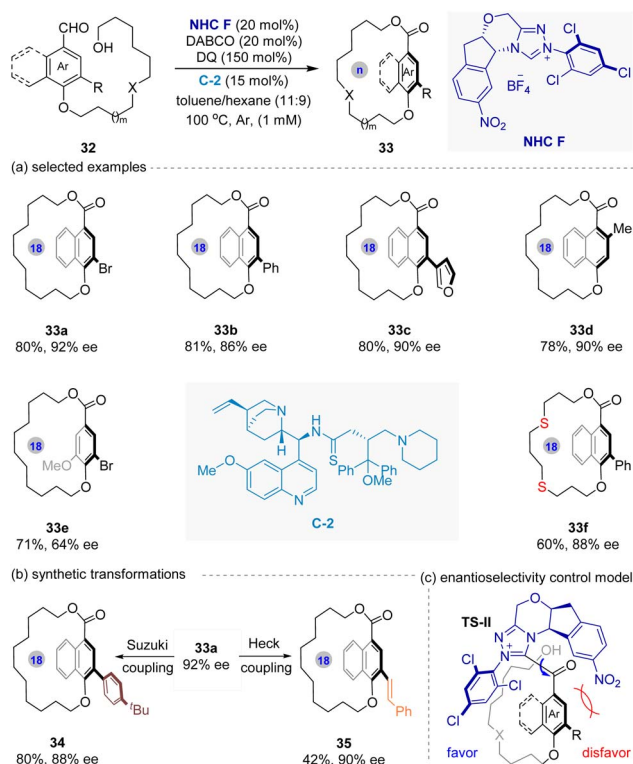 CHO
OH
Ar
R
X
O
( )m
32
NHC F (20 mol%)
DABCO (20 mol%)
DQ (150 mol%)
C-2 (15 mol%)
toluene/hexane (11:9)
100 °C, Ar, (1 mM)
O
O
n
Ar
R
X
( )m
O
33
O
N
N
N
+
Cl
Cl
Cl
BF4
−
NO2
NHC F
(a) selected examples
O
O
18
Br
O
33a
80%, 92% ee
O
O
18
Ph
O
33b
81%, 86% ee
O
O
18
O
O
33c
80%, 90% ee
O
O
Me
18
O
33d
78%, 90% ee
O
O
18
MeO
Br
O
33e
71%, 64% ee
N
H
N
N
MeO
S
Ph
Ph
OMe
N
C-2
O
O
S
18
S
Ph
O
33f
60%, 88% ee
(b) synthetic transformations
O
O
18
O
tBu
34
80%, 88% ee
Suzuki
coupling
33a
92% ee
Heck
coupling
O
O
18
O
Ph
35
42%, 90% ee
(c) enantioselectivity control model
TS-II
O
N
N
+
N
OH
O
NO2
Cl
Cl
Cl
Ar
R
X
O
favor
disfavor